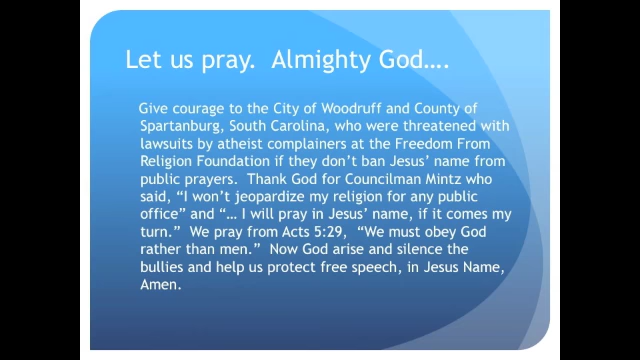 Let us pray.  Almighty God….
Give courage to the City of Woodruff and County of
Spartanburg, South Carolina, who were threatened with
lawsuits by atheist complainers at the Freedom From
Religion Foundation if they don’t ban Jesus’ name from
public prayers.  Thank God for Councilman Mintz who
said, “I won’t jeopardize my religion for any public
office” and “… I will pray in Jesus’ name, if it comes my
turn.”  We pray from Acts 5:29,  “We must obey God
rather than men.”  Now God arise and silence the
bullies and help us protect free speech, in Jesus Name,
Amen.